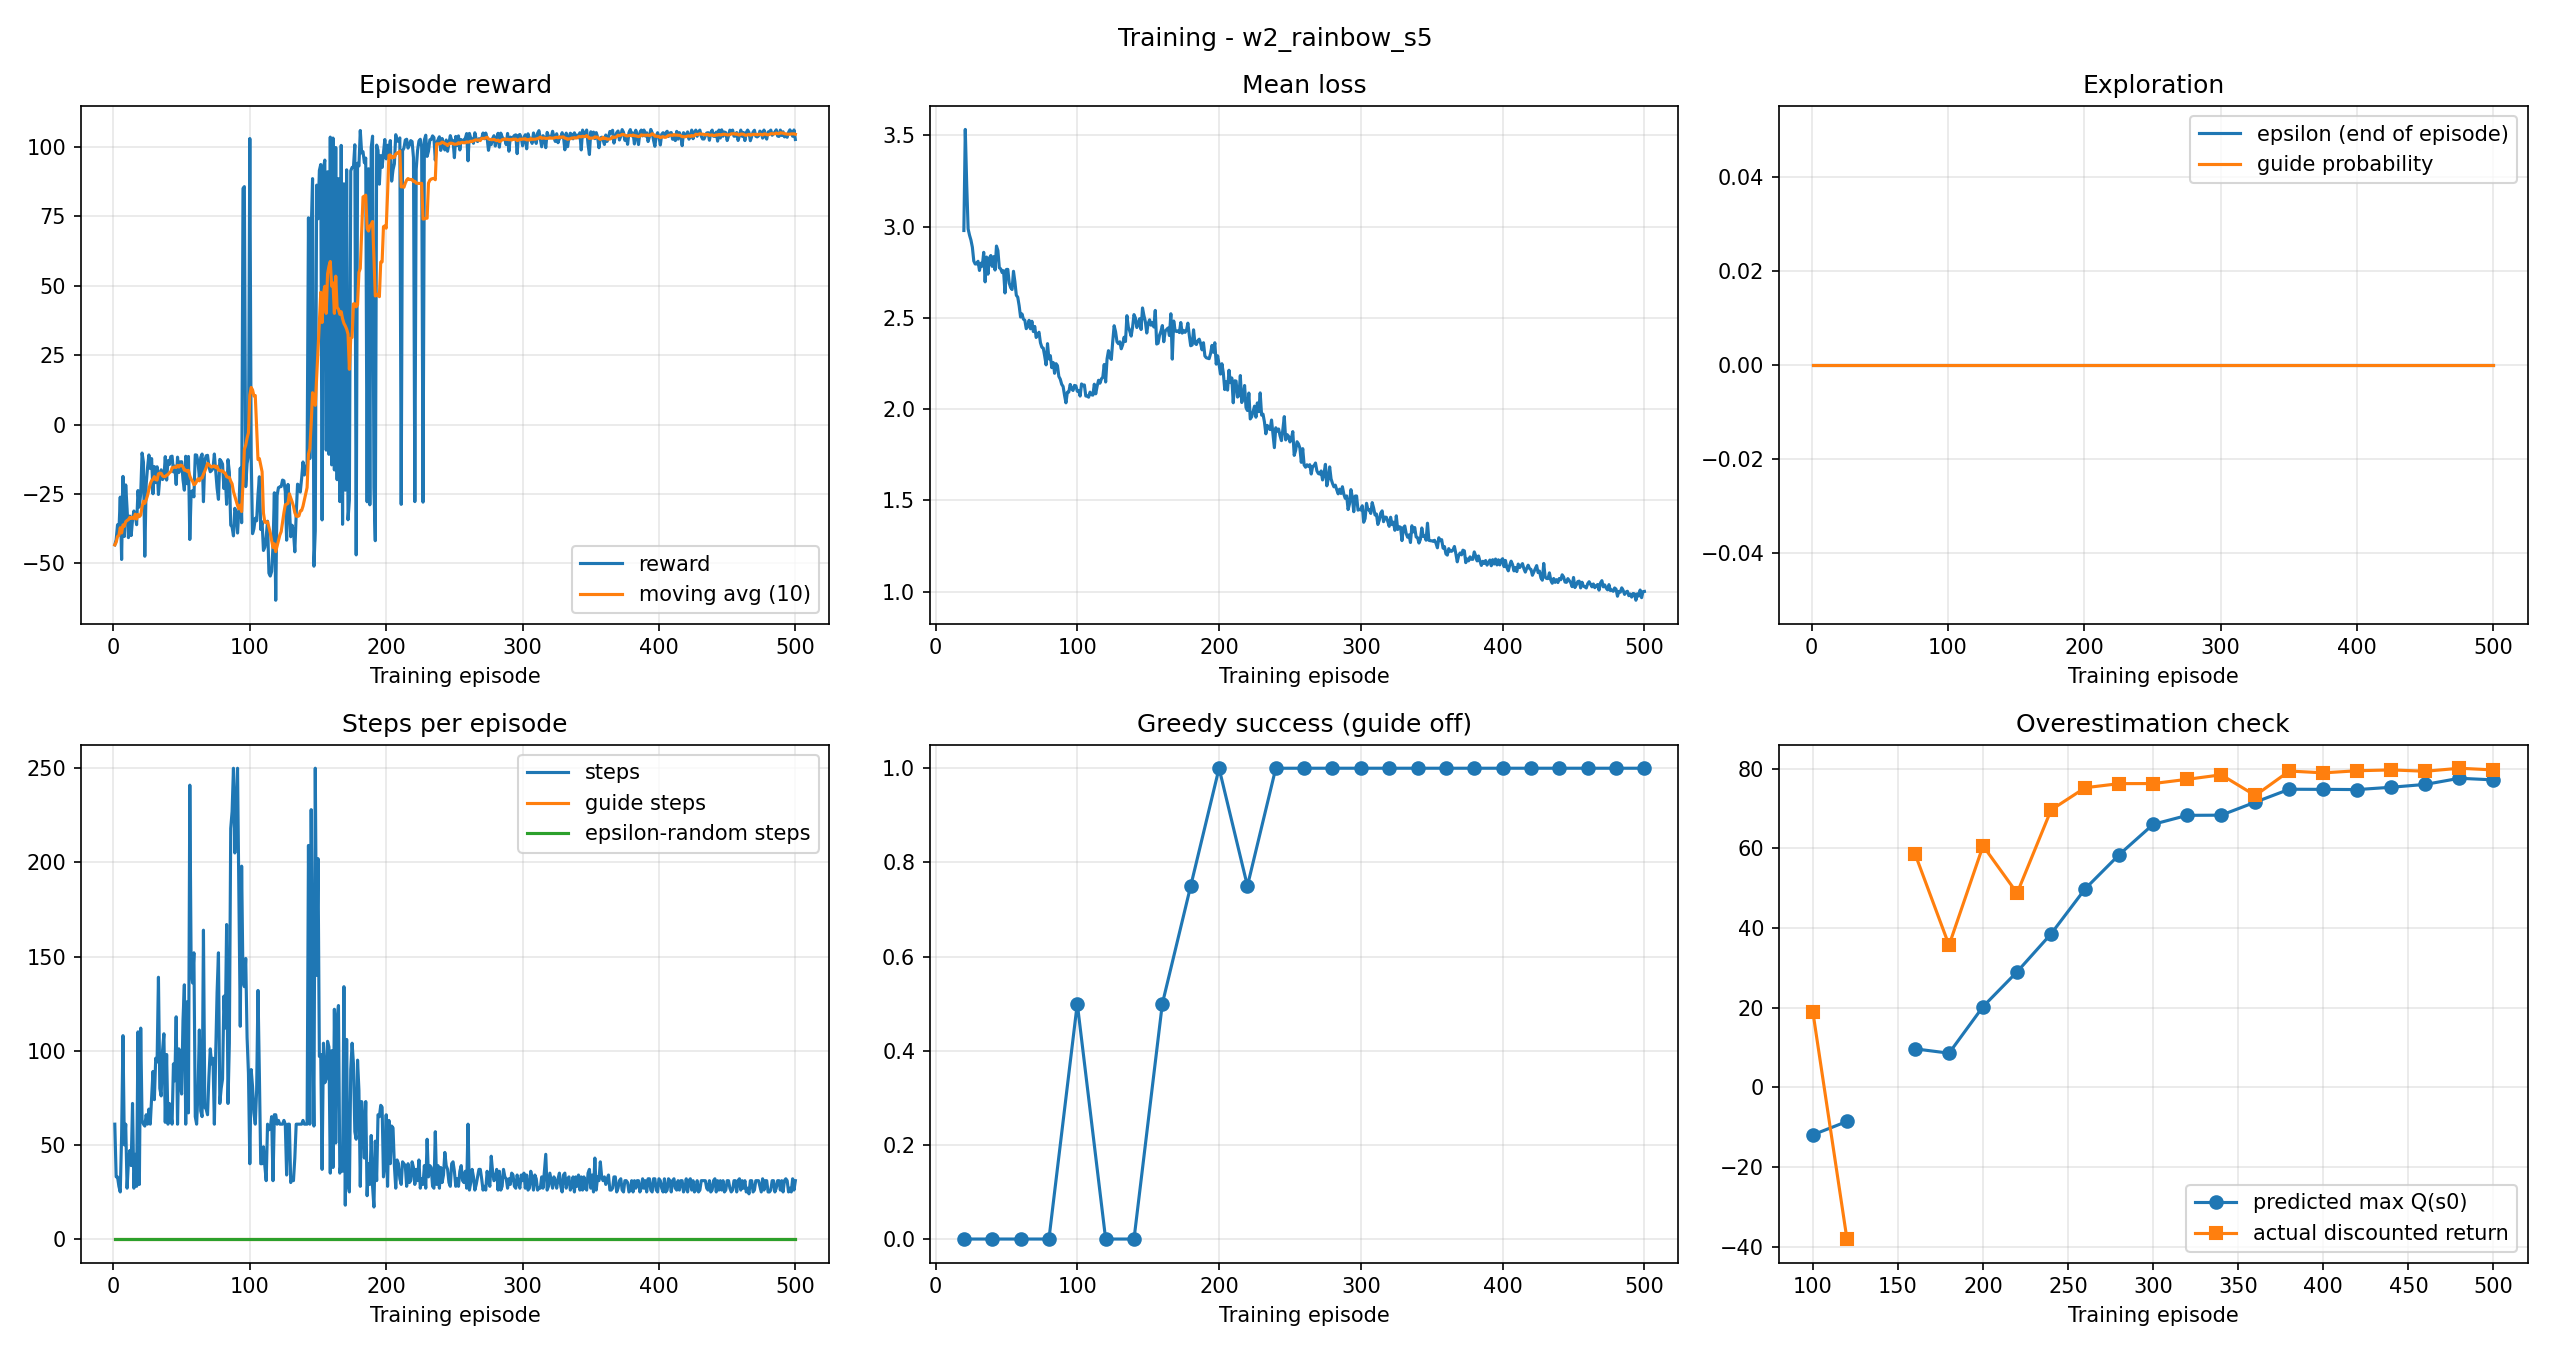 Training - w2_rainbow_s5
Episode reward
100
75
50
25
0
−25
−50
reward
moving avg (10)
0 100 200 300 400 500
Training episode
Mean loss
3.5
3.0
2.5
2.0
1.5
1.0
0 100 200 300 400 500
Training episode
Exploration
epsilon (end of episode)
guide probability
0.04
0.02
0.00
−0.02
−0.04
0 100 200 300 400 500
Training episode
Steps per episode
250
200
150
100
50
0
steps
guide steps
epsilon-random steps
0 100 200 300 400 500
Training episode
Greedy success (guide off)
1.0
0.8
0.6
0.4
0.2
0.0
0 100 200 300 400 500
Training episode
Overestimation check
80
60
40
20
0
−20
−40
predicted max Q(s0)
actual discounted return
100 150 200 250 300 350 400 450 500
Training episode